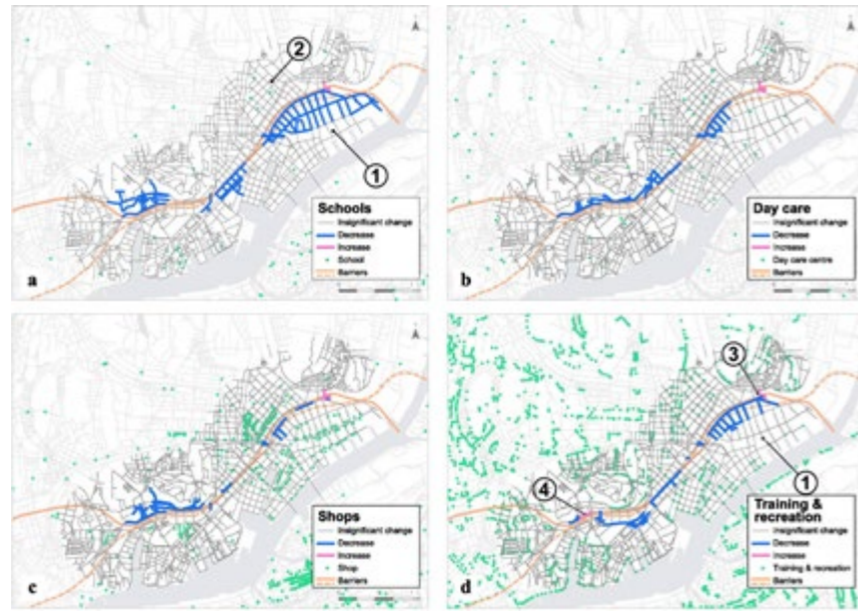 2
1
Schools
Insignificant change
Decrease
Increase
School
Barriers
a
Day care
Insignificant change
Decrease
Increase
Day care centre
Barriers
b
Shops
Insignificant change
Decrease
Increase
Shop
Barriers
c
3
1
4
Training &
recreation
Insignificant change
Decrease
Increase
Training & recreation
Barriers
d